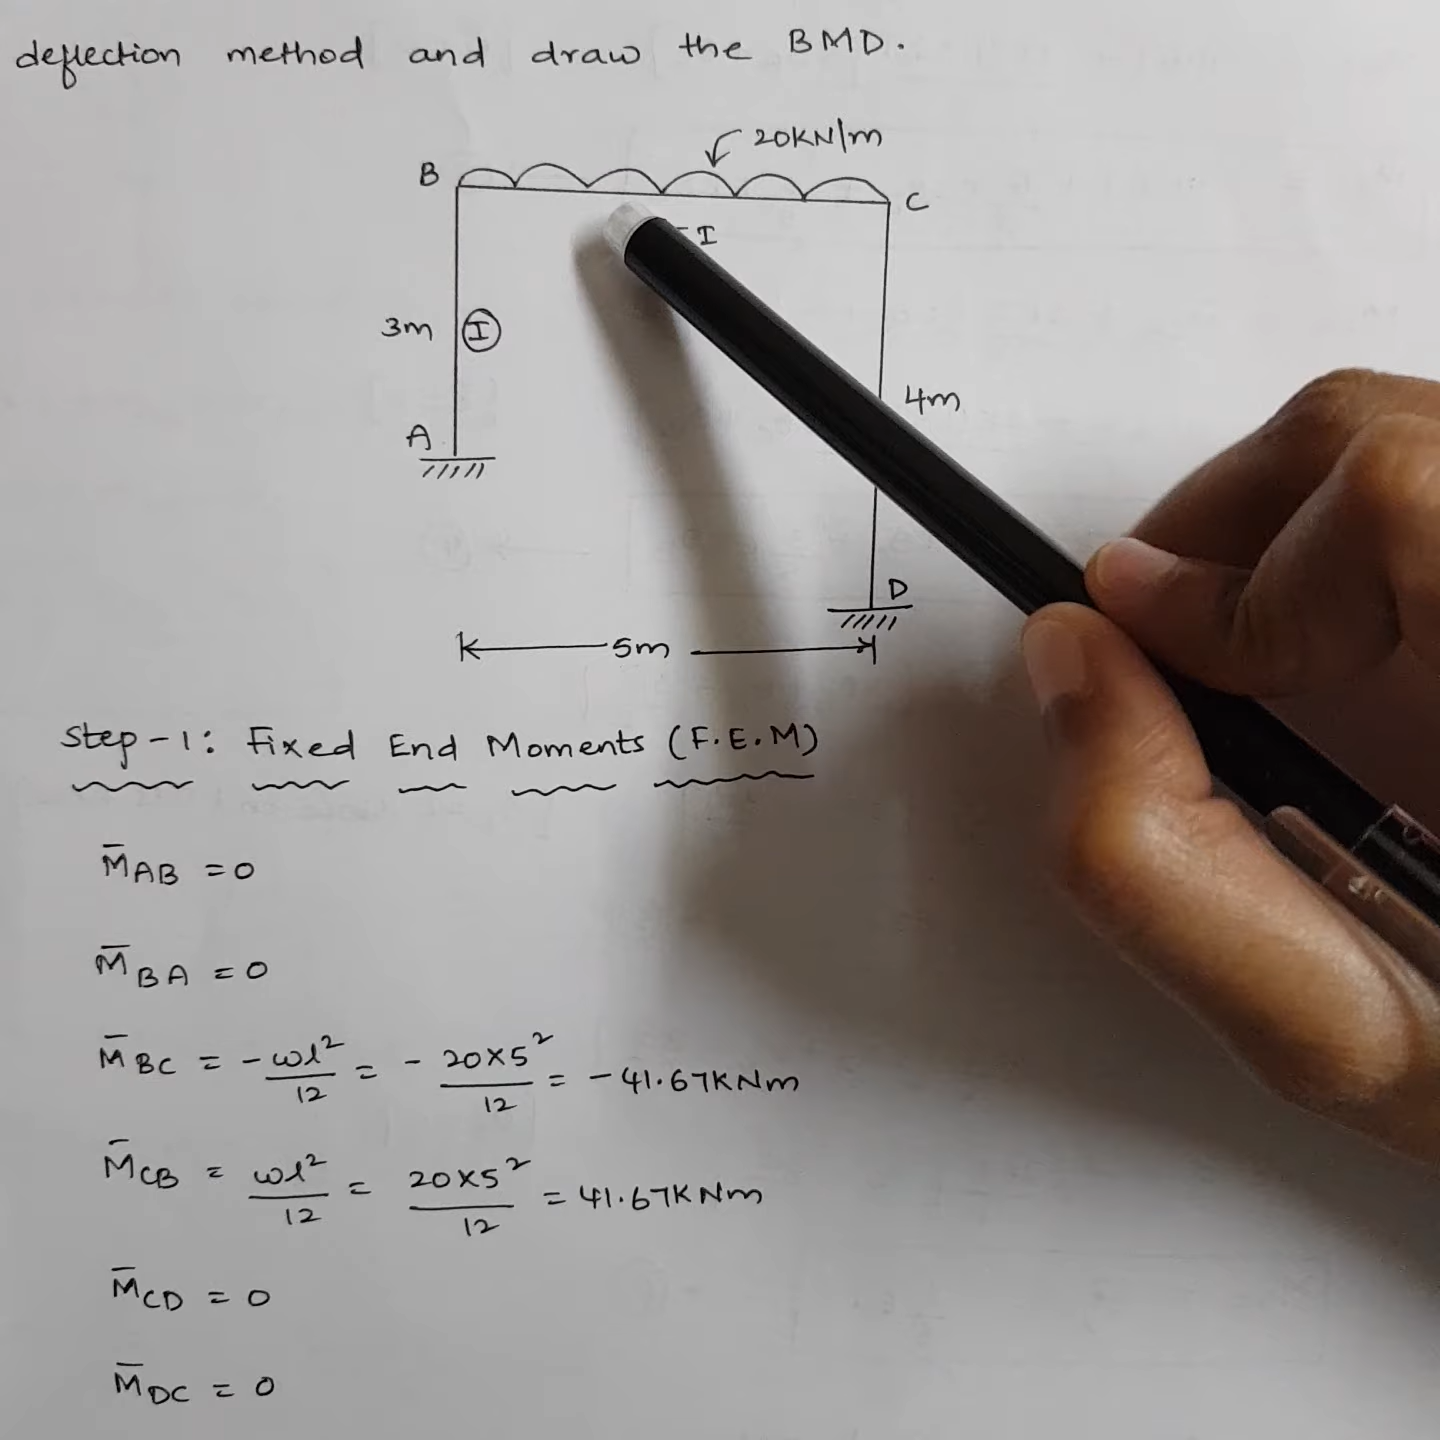 deflection method and draw the BMD.
20KN/m
B
C
I
3m
I
4m
A
D
5m
Step-1: Fixed End Moments (F.E.M)
M̅AB = 0
M̅BA = 0
M̅BC = -wl²/12 = - 20×5²/12 = -41.67KNm
M̅CB = wl²/12 = 20×5²/12 = 41.67KNm
M̅CD = 0
M̅DC = 0